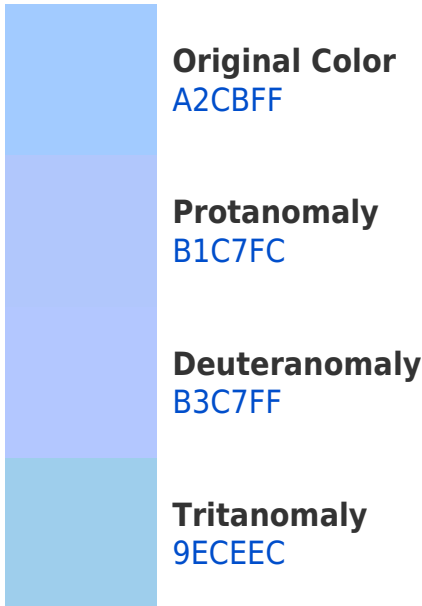 Original Color
A2CBFF
Protanomaly
B1C7FC
Deuteranomaly
B3C7FF
Tritanomaly
9ECEEC